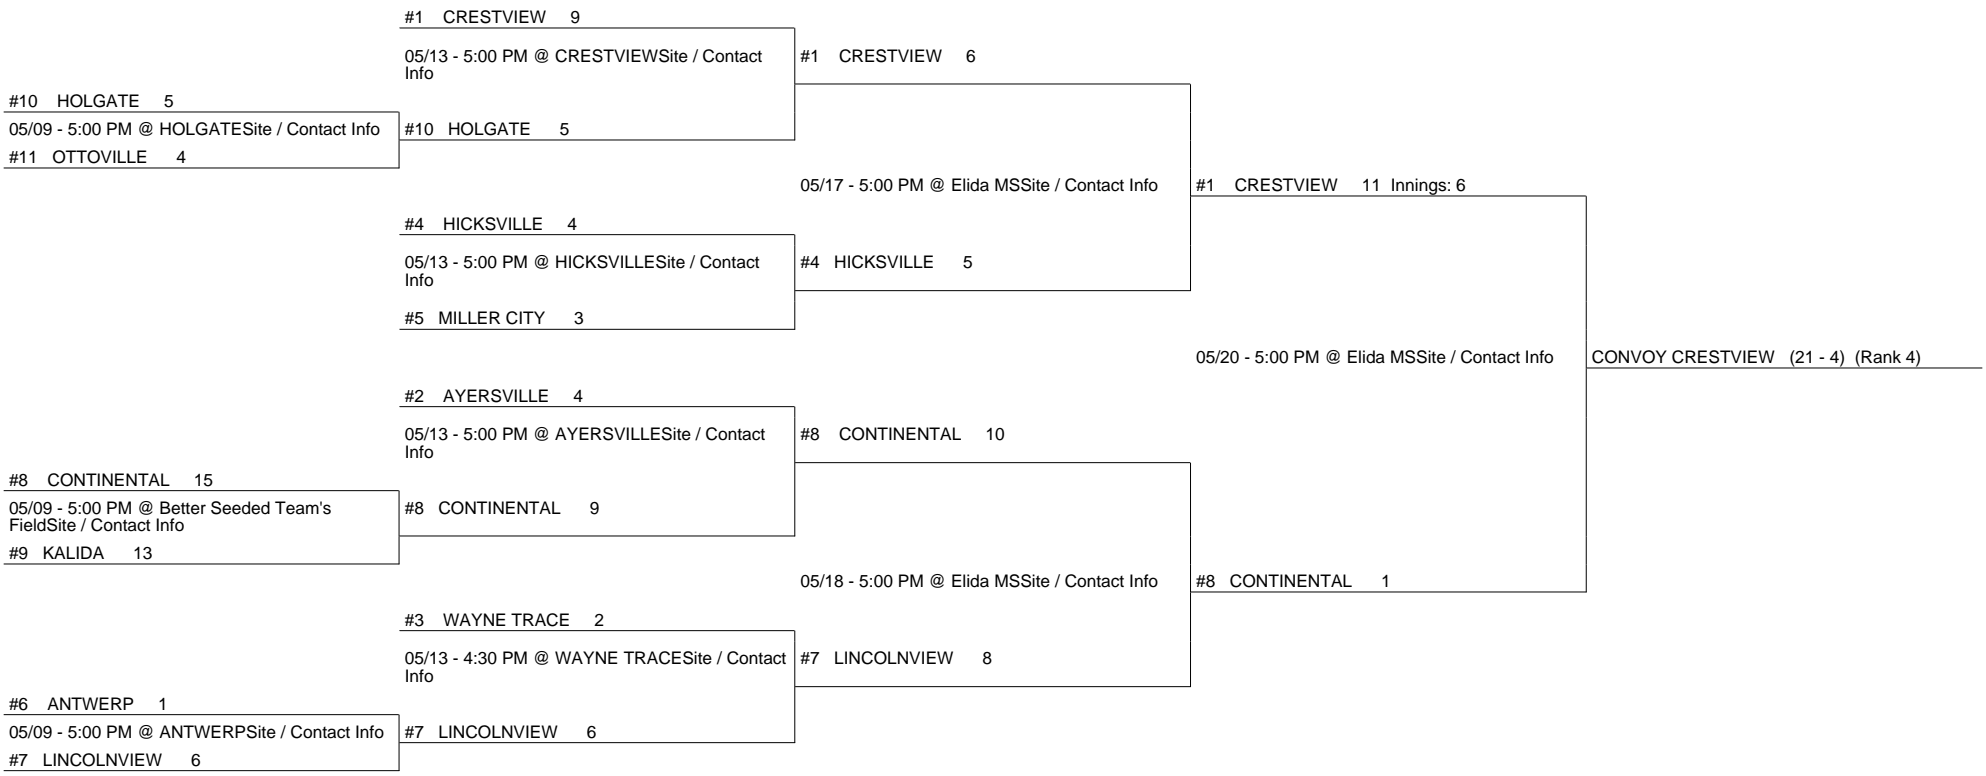 #1 CRESTVIEW 9
05/13 - 5:00 PM @ CRESTVIEWSite / Contact
Info
#1 CRESTVIEW 6
#10 HOLGATE 5
05/09 - 5:00 PM @ HOLGATESite / Contact Info
#10 HOLGATE 5
#11 OTTOVILLE 4
05/17 - 5:00 PM @ Elida MSSite / Contact Info
#1 CRESTVIEW 11 Innings: 6
#4 HICKSVILLE 4
05/13 - 5:00 PM @ HICKSVILLESite / Contact
Info
#4 HICKSVILLE 5
#5 MILLER CITY 3
05/20 - 5:00 PM @ Elida MSSite / Contact Info
CONVOY CRESTVIEW (21 - 4) (Rank 4)
#2 AYERSVILLE 4
05/13 - 5:00 PM @ AYERSVILLESite / Contact
Info
#8 CONTINENTAL 10
#8 CONTINENTAL 15
05/09 - 5:00 PM @ Better Seeded Team's
FieldSite / Contact Info
#8 CONTINENTAL 9
#9 KALIDA 13
05/18 - 5:00 PM @ Elida MSSite / Contact Info
#8 CONTINENTAL 1
#3 WAYNE TRACE 2
05/13 - 4:30 PM @ WAYNE TRACESite / Contact
Info
#7 LINCOLNVIEW 8
#6 ANTWERP 1
05/09 - 5:00 PM @ ANTWERPSite / Contact Info
#7 LINCOLNVIEW 6
#7 LINCOLNVIEW 6